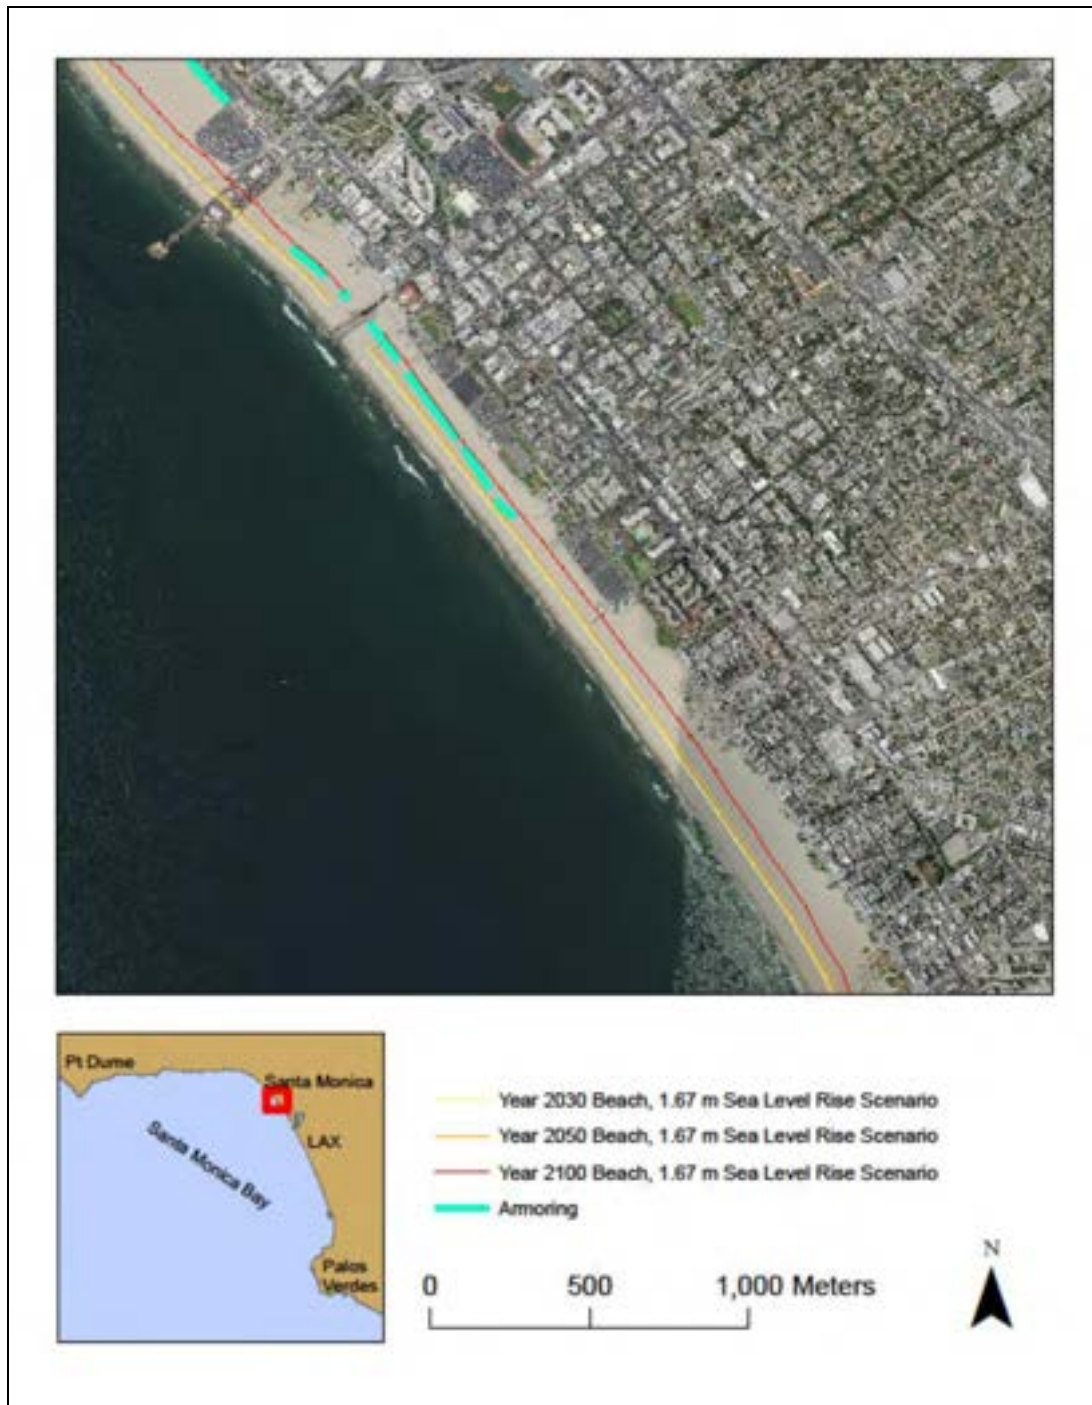 Pt Dume
Santa Monica
LAX
Santa Monica Bay
Palos
Verdes
Year 2030 Beach, 1.67 m Sea Level Rise Scenario
Year 2050 Beach, 1.67 m Sea Level Rise Scenario
Year 2100 Beach, 1.67 m Sea Level Rise Scenario
Armoring
0 500 1,000 Meters
N